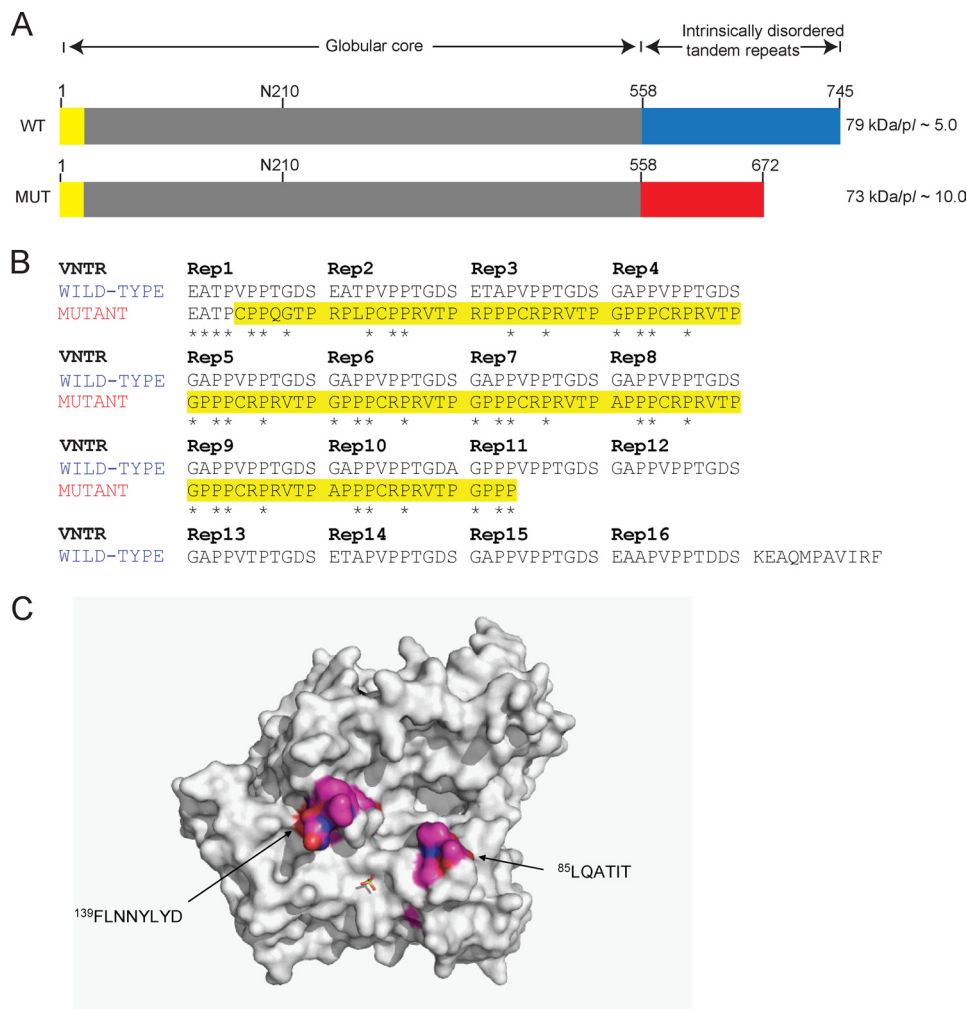 A
Globular core
Intrinsically disordered
tandem repeats
1 N210 558 745
WT 79 kDa/pI ~ 5.0
1 N210 558 672
MUT 73 kDa/pI ~ 10.0
B
VNTR Rep1 Rep2 Rep3 Rep4
WILD-TYPE EATPVPPTGDS EATPVPPTGDS ETAPVPPTGDS GAPPVPPTGDS
MUTANT EATPCPPQGTP RPLPCPPRVTP RPPPCRPRVTP GPPPCRPRVTP
**** ** * * ** * * * ** *
VNTR Rep5 Rep6 Rep7 Rep8
WILD-TYPE GAPPVPPTGDS GAPPVPPTGDS GAPPVPPTGDS GAPPVPPTGDS
MUTANT GPPPCRPRVTP GPPPCRPRVTP GPPPCRPRVTP APPPCRPRVTP
* ** * * ** * * ** * ** *
VNTR Rep9 Rep10 Rep11 Rep12
WILD-TYPE GAPPVPPTGDS GAPPVPPTGDA GPPPVPPTGDS GAPPVPPTGDS
MUTANT GPPPCRPRVTP APPPCRPRVTP GPPP
* ** * ** * * **
VNTR Rep13 Rep14 Rep15 Rep16
WILD-TYPE GAPPVTPTGDS ETAPVPPTGDS GAPPVPPTGDS EAAPVPPTDDS KEAQMPAVIRF
C
85LQATIT
139FLNNYLYD